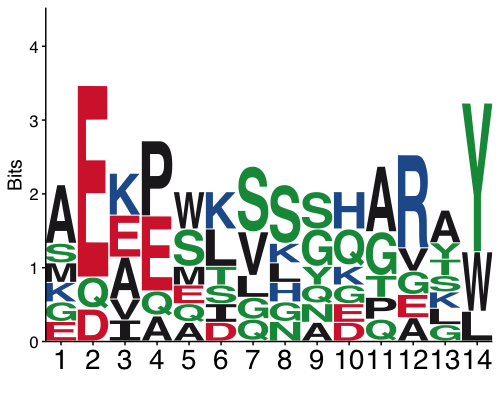 4
3
2
1
0
Bits
A S M K G E
E Q D
K E A V I
P E Q A
W S M E Q A
K L T S I D
S V L G Q
S K L H G N
S G Y Q N A
H Q K G E D
A G T P Q
R V G E A
A Y T S K L G
Y W L
1 2 3 4 5 6 7 8 9 10 11 12 13 14